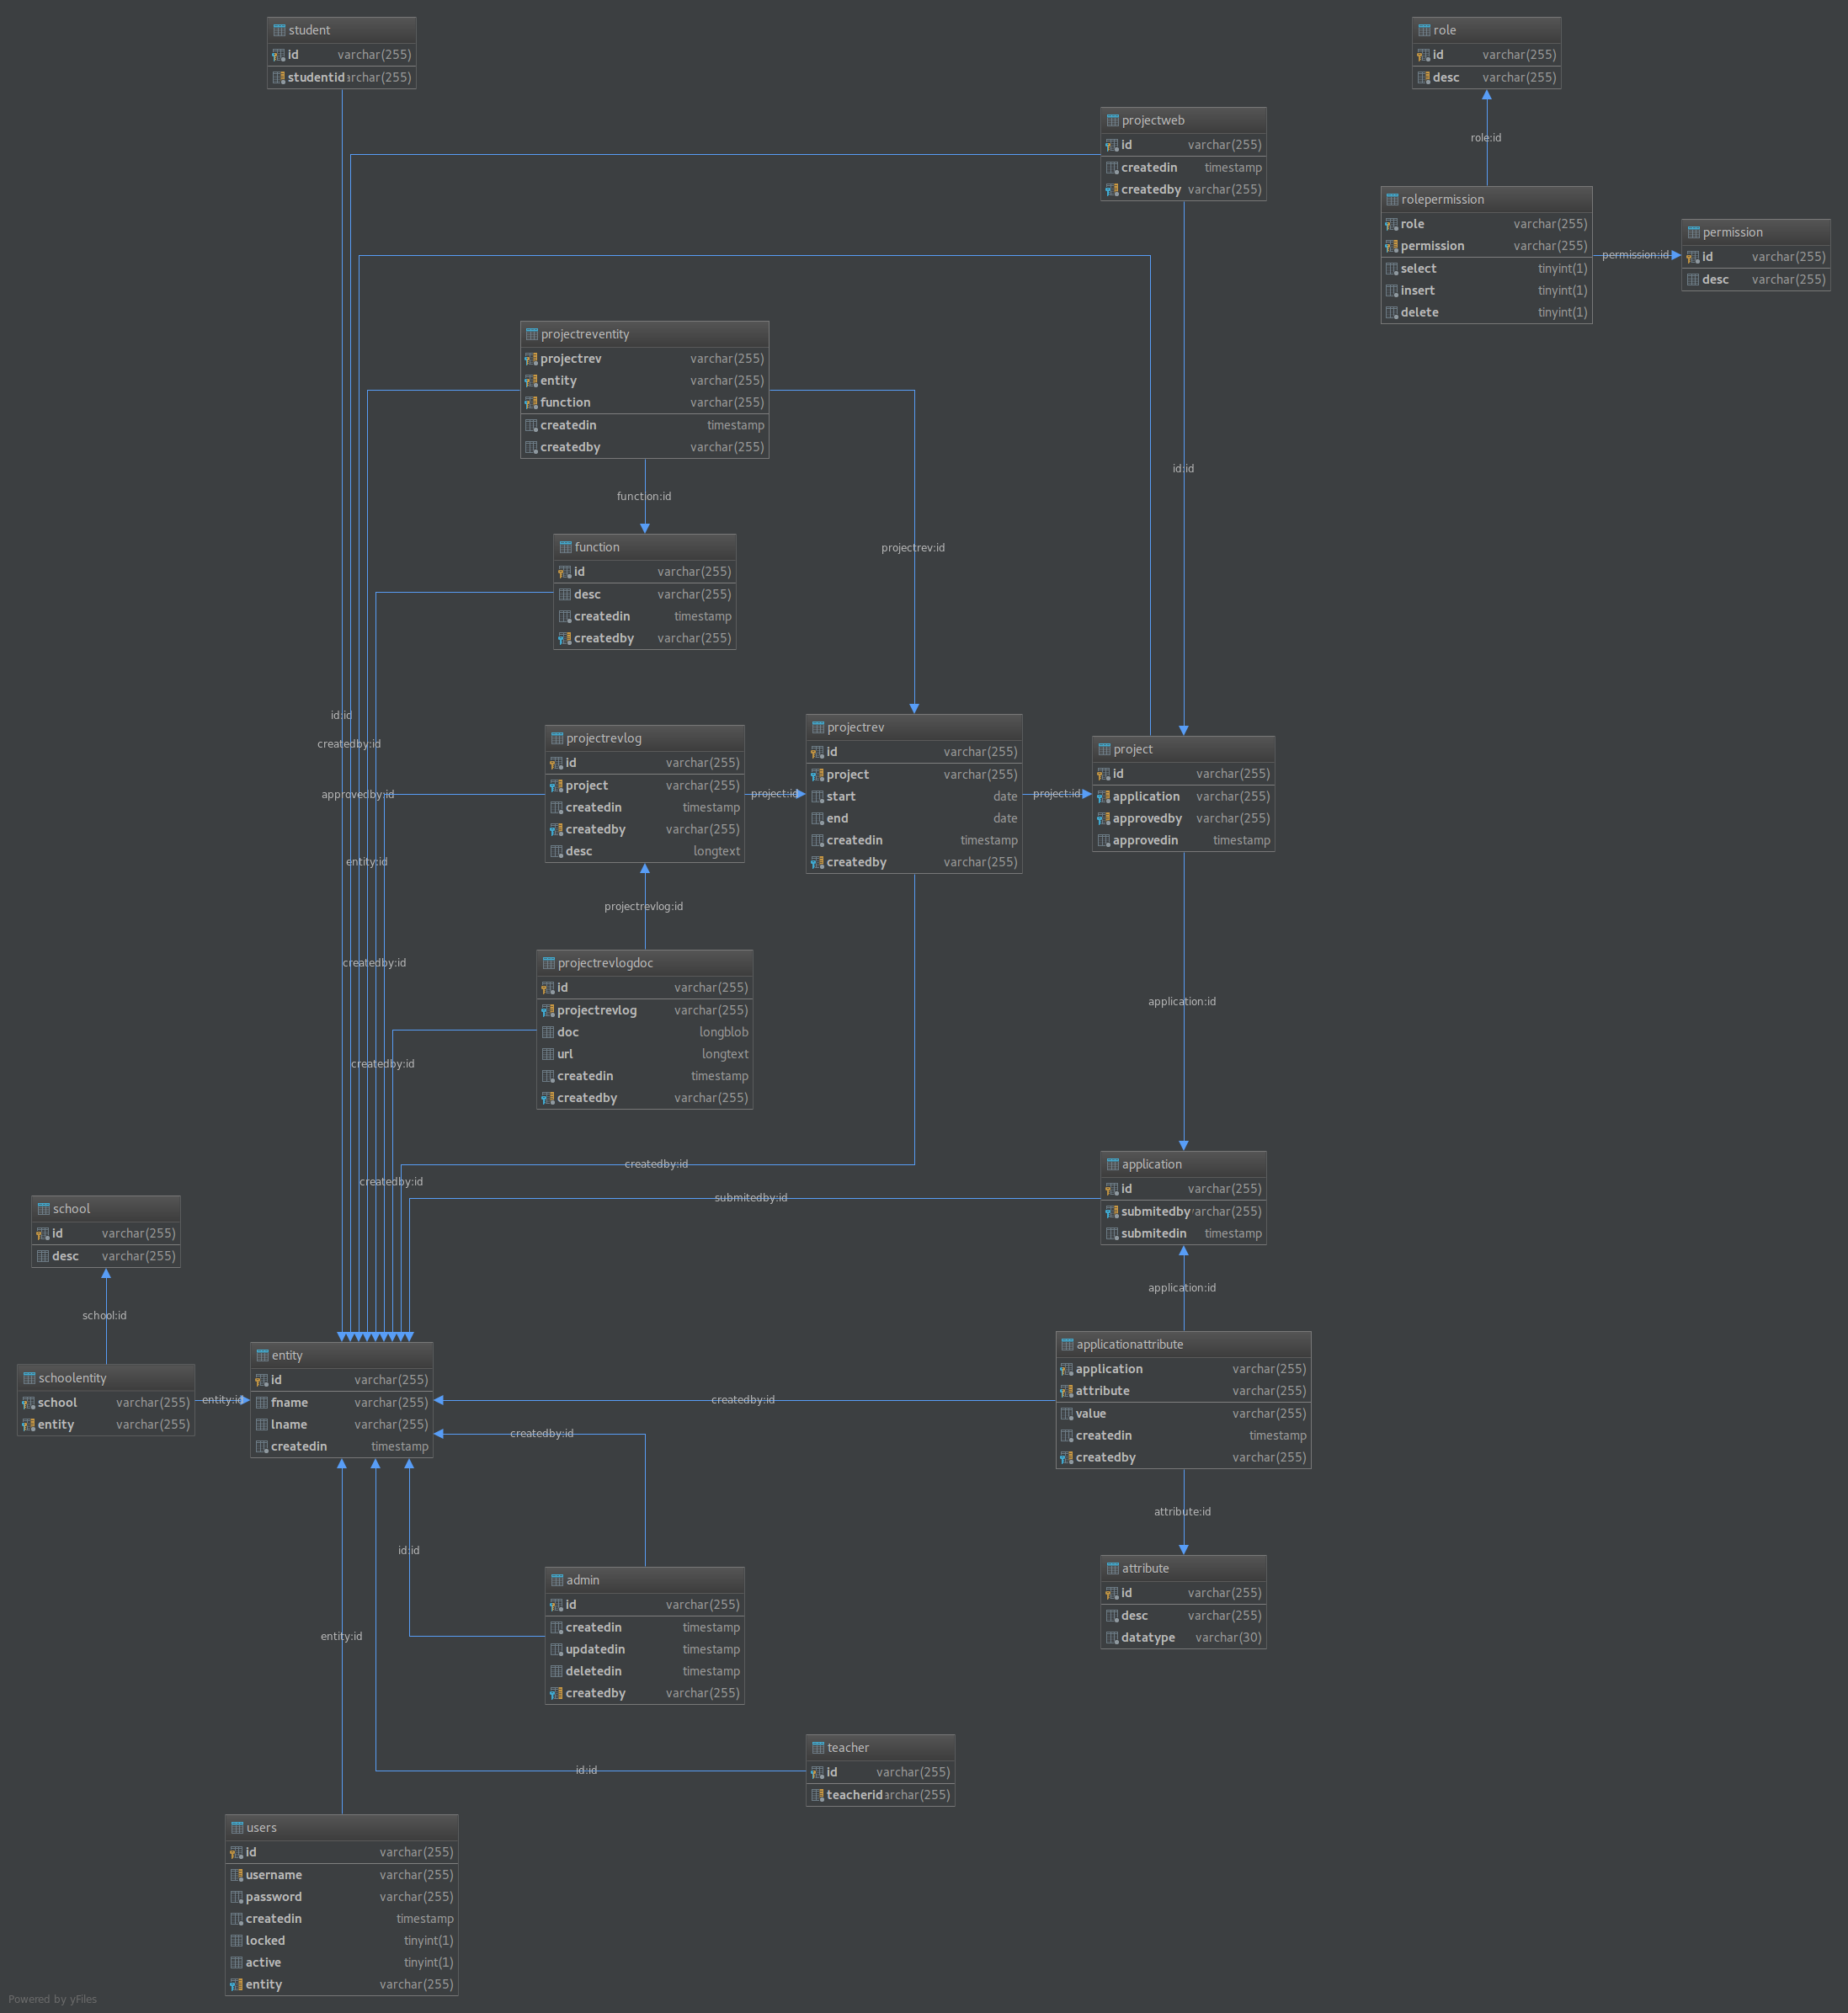 student
id varchar(255)
studentid archar(255)
role
id varchar(255)
desc varchar(255)
role:id
projectweb
id varchar(255)
createdin timestamp
createdby varchar(255)
rolepermission
role varchar(255)
permission varchar(255)
select tinyint(1)
insert tinyint(1)
delete tinyint(1)
permission:id
permission
id varchar(255)
desc varchar(255)
projectreventity
projectrev varchar(255)
entity varchar(255)
function varchar(255)
createdin timestamp
createdby varchar(255)
id:id
function:id
projectrev:id
function
id varchar(255)
desc varchar(255)
createdin timestamp
createdby varchar(255)
id:id
createdby:id
approvedby:id
entity:id
createdby:id
createdby:id
createdby:id
projectrevlog
id varchar(255)
project varchar(255)
createdin timestamp
createdby varchar(255)
desc longtext
project:id
projectrev
id varchar(255)
project varchar(255)
start date
end date
createdin timestamp
createdby varchar(255)
project:id
project
id varchar(255)
application varchar(255)
approvedby varchar(255)
approvedin timestamp
projectrevlog:id
projectrevlogdoc
id varchar(255)
projectrevlog varchar(255)
doc longblob
url longtext
createdin timestamp
createdby varchar(255)
application:id
createdby:id
submitedby:id
application
id varchar(255)
submitedby varchar(255)
submitedin timestamp
school
id varchar(255)
desc varchar(255)
school:id
application:id
schoolentity
school varchar(255)
entity varchar(255)
entity:id
entity
id varchar(255)
fname varchar(255)
lname varchar(255)
createdin timestamp
createdby:id
createdby:id
applicationattribute
application varchar(255)
attribute varchar(255)
value varchar(255)
createdin timestamp
createdby varchar(255)
attribute:id
id:id
admin
id varchar(255)
createdin timestamp
updatedin timestamp
deletedin timestamp
createdby varchar(255)
attribute
id varchar(255)
desc varchar(255)
datatype varchar(30)
entity:id
id:id
teacher
id varchar(255)
teacherid archar(255)
users
id varchar(255)
username varchar(255)
password varchar(255)
createdin timestamp
locked tinyint(1)
active tinyint(1)
entity varchar(255)
Powered by yFiles